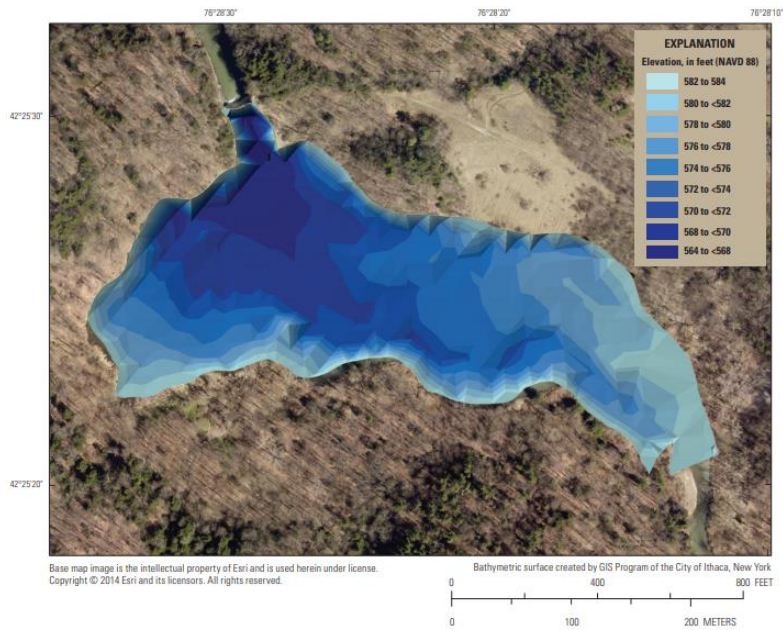 76°28'30"
76°28'20"
76°28'10"
EXPLANATION
Elevation, in feet (NAVD 88)
582 to 584
580 to <582
578 to <580
576 to <578
574 to <576
572 to <574
570 to <572
568 to <570
564 to <568
42°25'30"
42°25'20"
Base map image is the intellectual property of Esri and is used herein under license.
Copyright © 2014 Esri and its licensors. All rights reserved.
Bathymetric surface created by GIS Program of the City of Ithaca, New York
0 400 800 FEET
0 100 200 METERS